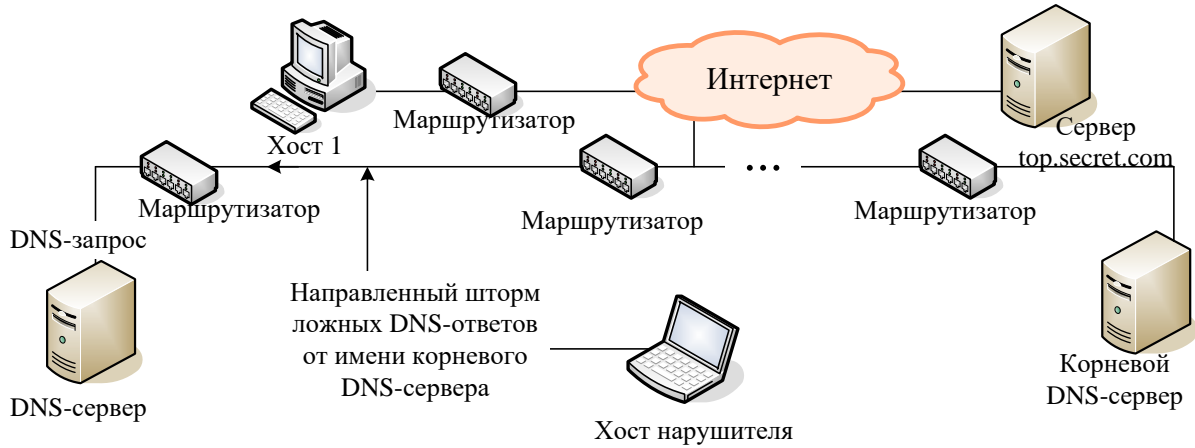 Интернет
Маршрутизатор
Хост 1
Сервер
top.secret.com
Маршрутизатор
Маршрутизатор
...
Маршрутизатор
DNS-запрос
DNS-сервер
Направленный шторм
ложных DNS-ответов
от имени корневого
DNS-сервера
Хост нарушителя
Корневой
DNS-сервер